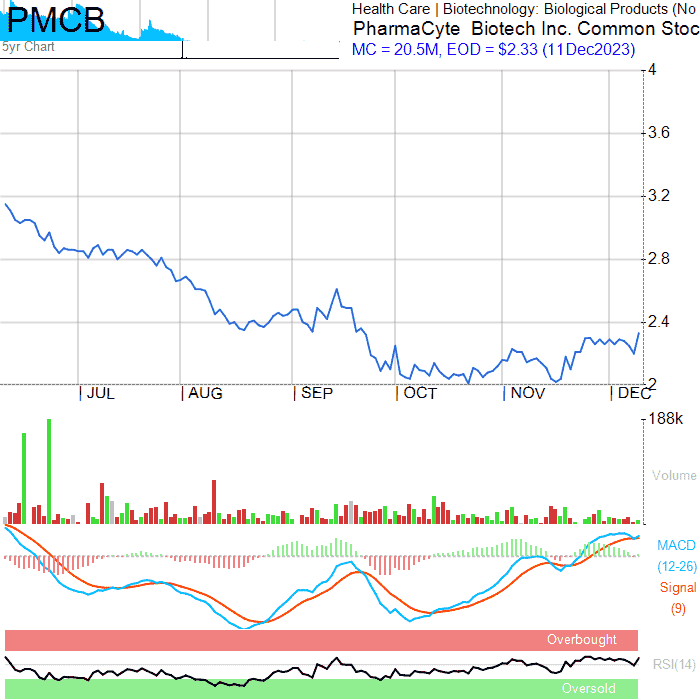 PMCB
5yr Chart
Health Care | Biotechnology: Biological Products (No
PharmaCyte Biotech Inc. Common Stoc
MC = 20.5M, EOD = $2.33 (11Dec2023)
4
3.6
3.2
2.8
2.4
2
| JUL | AUG | SEP | OCT | NOV | DEC
188k
Volume
MACD
(12-26)
Signal
(9)
Overbought
RSI(14)
Oversold